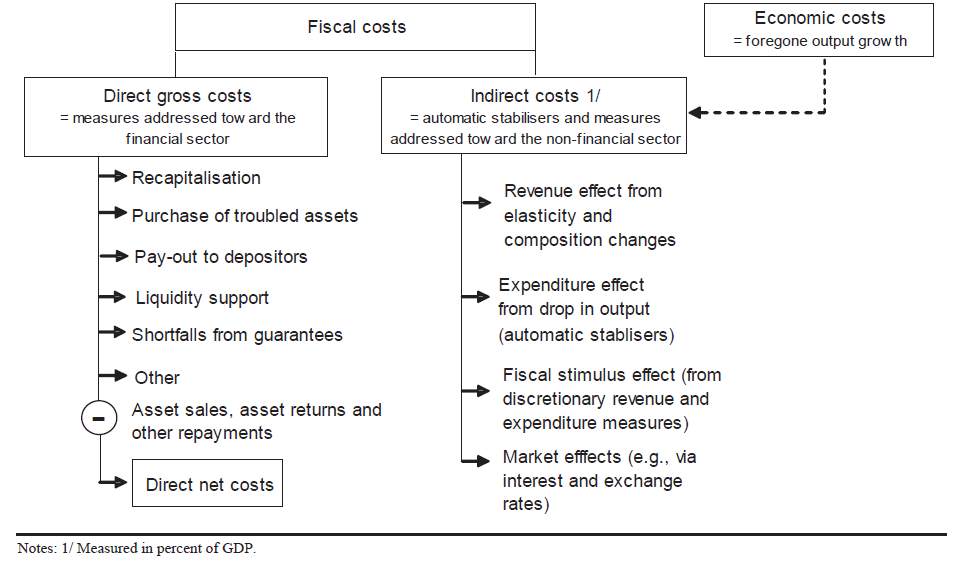 Fiscal costs
Economic costs
= foregone output growth
Direct gross costs
= measures addressed tow ard the
financial sector
Indirect costs 1/
= automatic stabilisers and measures
addressed tow ard the non-financial sector
Recapitalisation
Purchase of troubled assets
Pay-out to depositors
Liquidity support
Shortfalls from guarantees
Other
–
Asset sales, asset returns and
other repayments
Direct net costs
Revenue effect from
elasticity and
composition changes
Expenditure effect
from drop in output
(automatic stablisers)
Fiscal stimulus effect (from
discretionary revenue and
expenditure measures)
Market efffects (e.g., via
interest and exchange
rates)
Notes: 1/ Measured in percent of GDP.